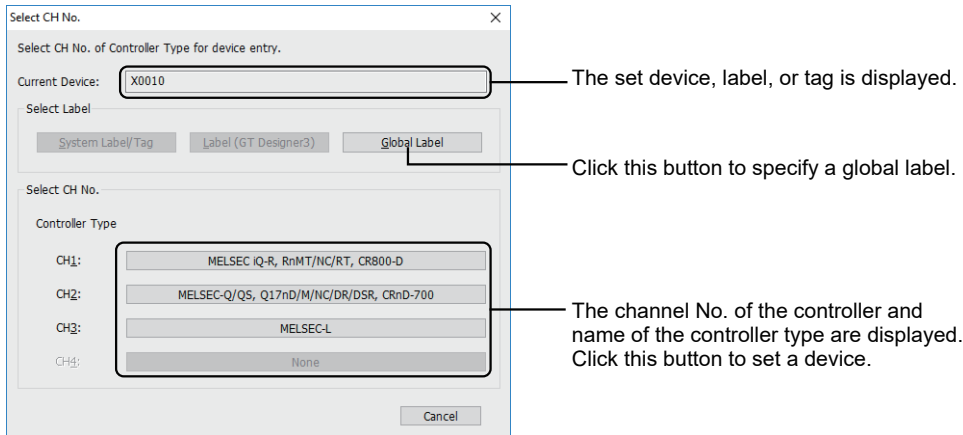 Select CH No.
Select CH No. of Controller Type for device entry.
Current Device: X0010
The set device, label, or tag is displayed.
Select Label
System Label/Tag Label (GT Designer3) Global Label
Click this button to specify a global label.
Select CH No.
Controller Type
CH1: MELSEC iQ-R, RnMT/NC/RT, CR800-D
CH2: MELSEC-Q/QS, Q17nD/M/NC/DR/DSR, CRnD-700
CH3: MELSEC-L
CH4: None
The channel No. of the controller and
name of the controller type are displayed.
Click this button to set a device.
Cancel